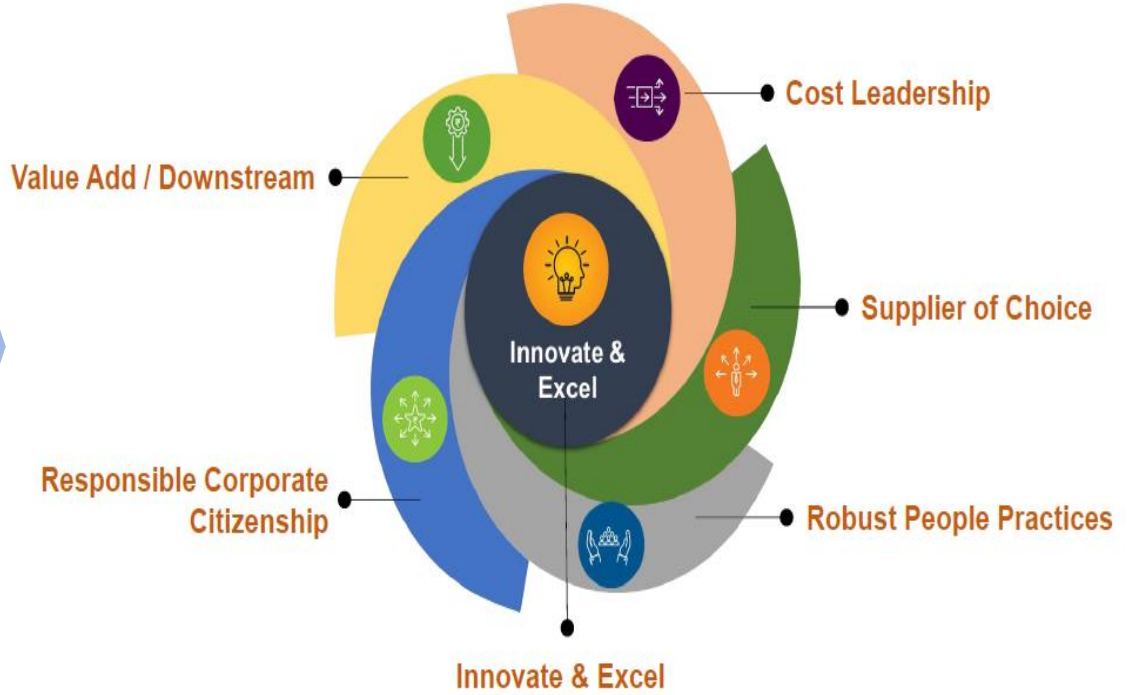 Cost Leadership
Value Add / Downstream
Supplier of Choice
Innovate &
Excel
Responsible Corporate
Citizenship
Robust People Practices
Innovate & Excel